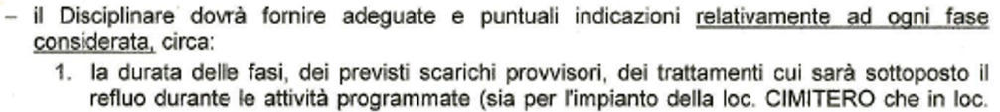 – il Disciplinare dovrà fornire adeguate e puntuali indicazioni relativamente ad ogni fase
considerata, circa:
1. la durata delle fasi, dei previsti scarichi provvisori, dei trattamenti cui sarà sottoposto il
refluo durante le attività programmate (sia per l'impianto della loc. CIMITERO che in loc.